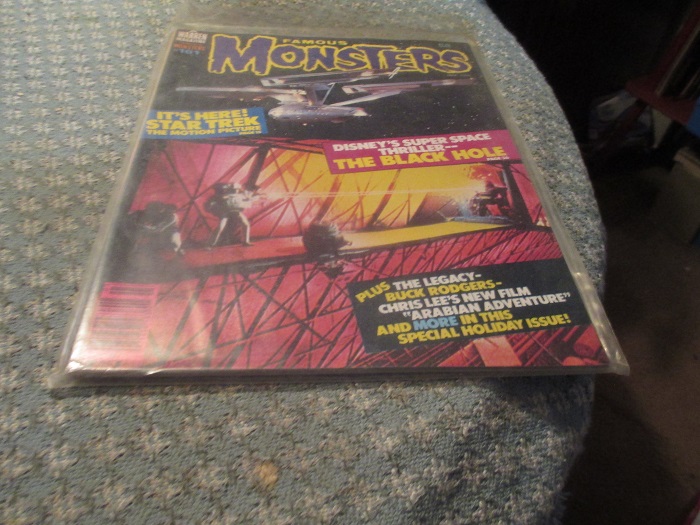 WARREN
FAMOUS
MONSTERS
IT'S HERE!
STAR TREK
THE MOTION PICTURE
DISNEY'S SUPER SPACE
THRILLER--
THE BLACK HOLE
PLUS THE LEGACY-
BUCK RODGERS-
CHRIS LEE'S NEW FILM
"ARABIAN ADVENTURE"
AND MORE IN THIS
SPECIAL HOLIDAY ISSUE!